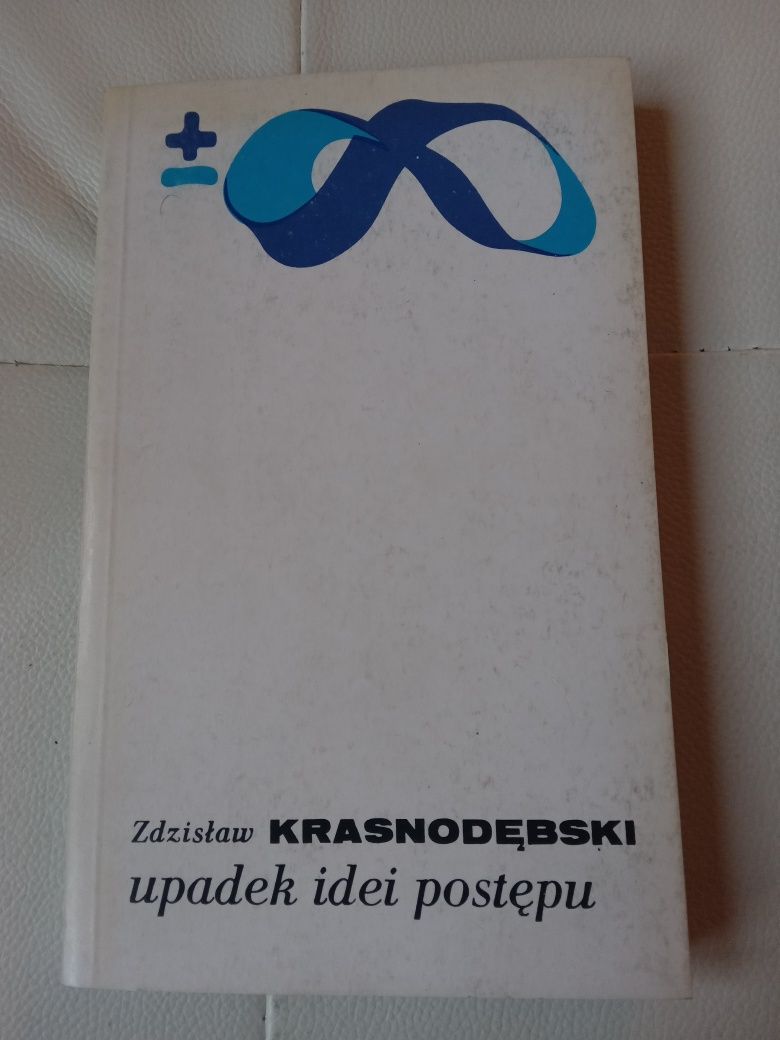 ±∞
Zdzisław KRASNODĘBSKI
upadek idei postępu